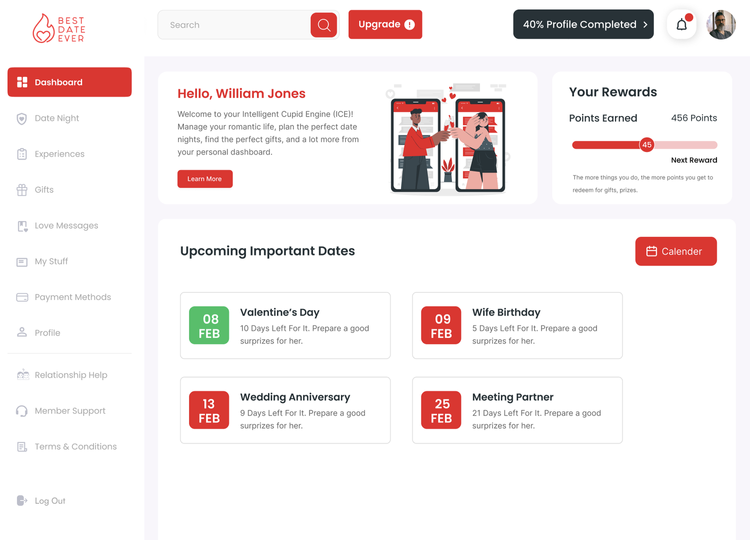 BEST
DATE
EVER
Search
Upgrade
40% Profile Completed
Dashboard
Date Night
Experiences
Gifts
Love Messages
My Stuff
Payment Methods
Profile
Relationship Help
Member Support
Terms & Conditions
Log Out
Hello, William Jones
Welcome to your Intelligent Cupid Engine (ICE)!
Manage your romantic life, plan the perfect date
nights, find the perfect gifts, and a lot more from
your personal dashboard.
Learn More
Your Rewards
Points Earned 456 Points
45
Next Reward
The more things you do, the more points you get to
redeem for gifts, prizes.
Upcoming Important Dates
Calender
08
FEB
Valentine's Day
10 Days Left For It. Prepare a good
surprizes for her.
09
FEB
Wife Birthday
5 Days Left For It. Prepare a good
surprizes for her.
13
FEB
Wedding Anniversary
9 Days Left For It. Prepare a good
surprizes for her.
25
FEB
Meeting Partner
21 Days Left For It. Prepare a good
surprizes for her.